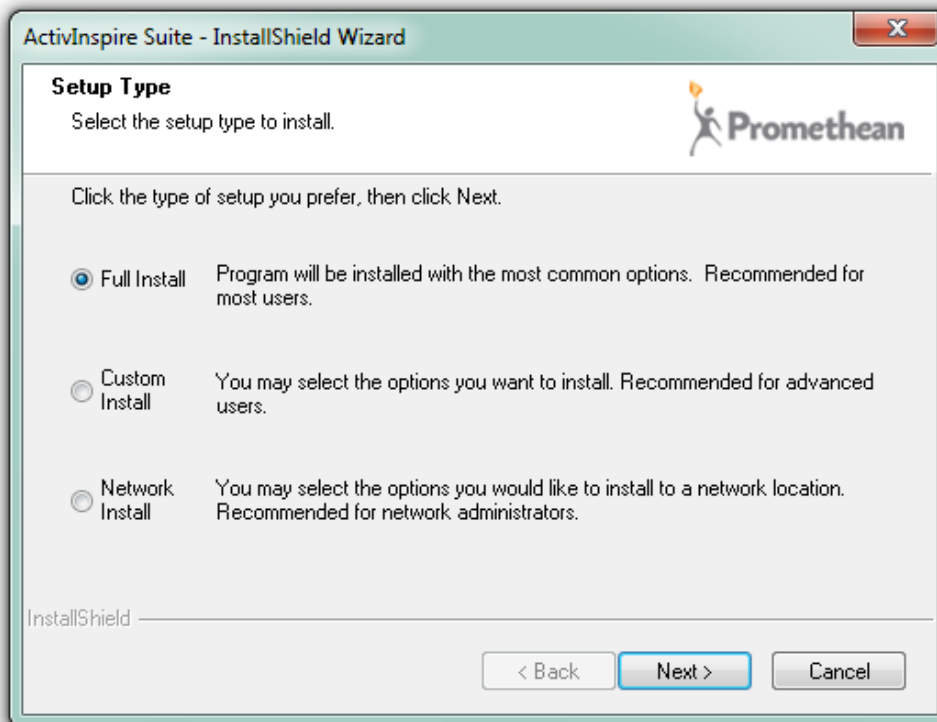 ActivInspire Suite - InstallShield Wizard
Setup Type
Select the setup type to install.
Promethean
Click the type of setup you prefer, then click Next.
Full Install
Program will be installed with the most common options.  Recommended for
most users.
Custom
Install
You may select the options you want to install. Recommended for advanced
users.
Network
Install
You may select the options you would like to install to a network location.
Recommended for network administrators.
InstallShield
< Back
Next >
Cancel